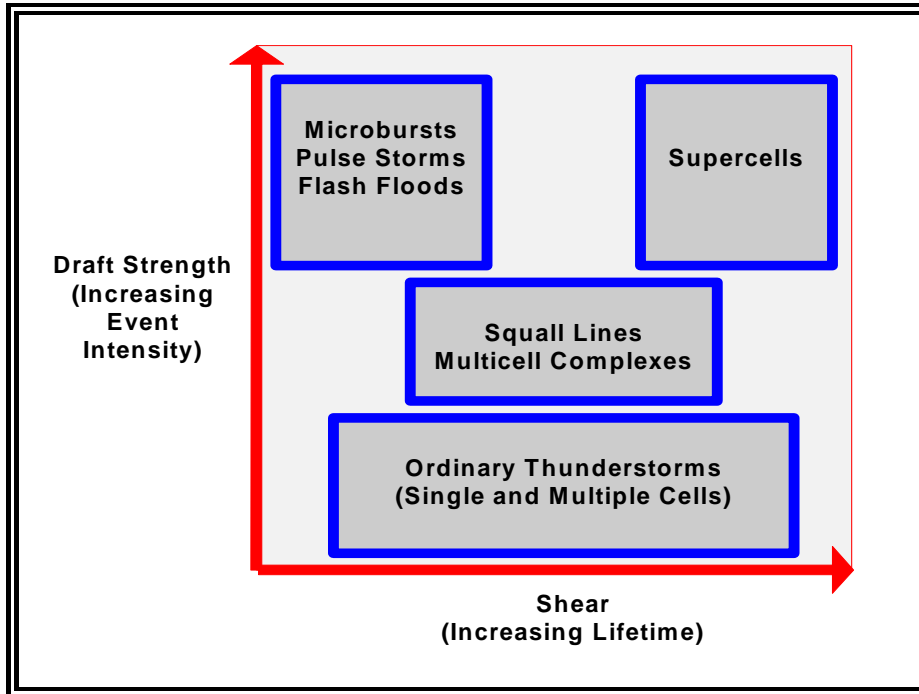 Microbursts
Pulse Storms
Flash Floods
Supercells
Draft Strength
(Increasing
Event
Intensity)
Squall Lines
Multicell Complexes
Ordinary Thunderstorms
(Single and Multiple Cells)
Shear
(Increasing Lifetime)